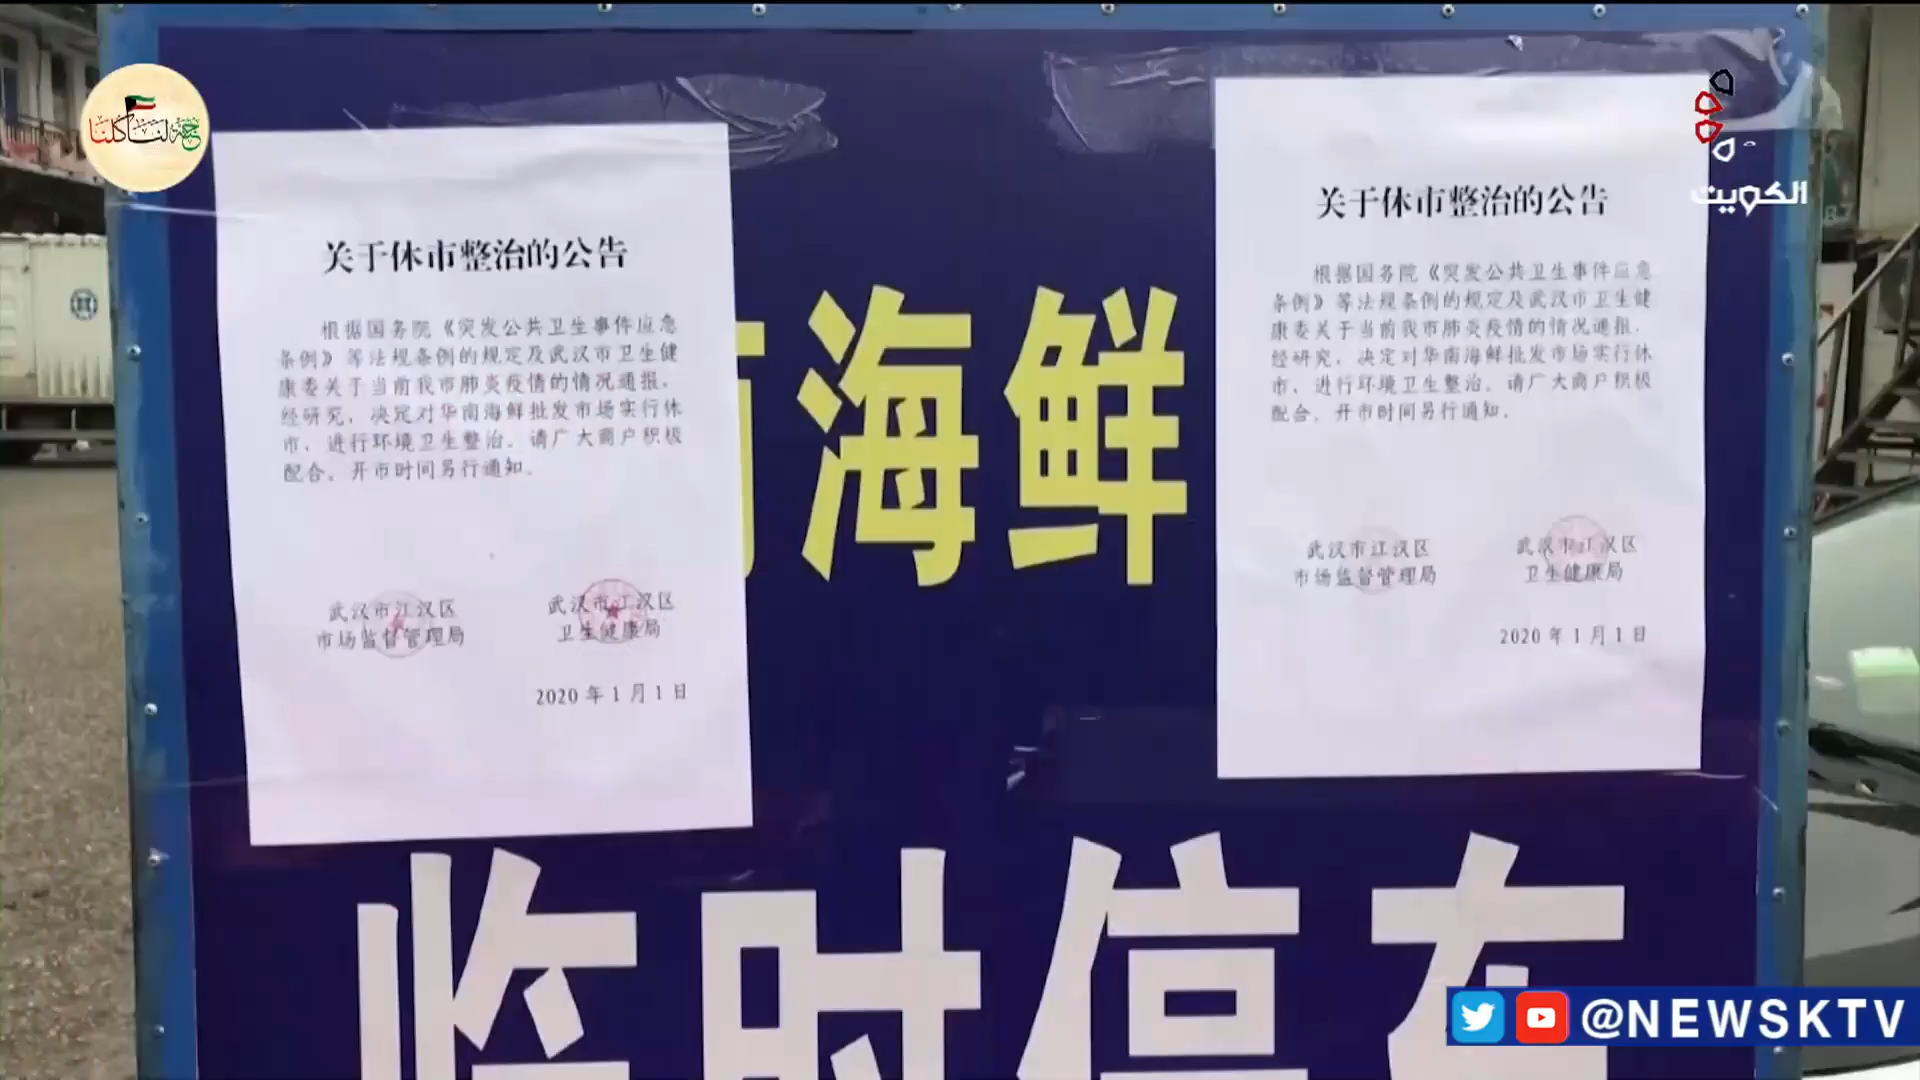 حنا لنا كلنا
الكويت
关于休市整治的公告
根据国务院《突发公共卫生事件应急
条例》等法规条例的规定及武汉市卫生健
康委关于当前我市肺炎疫情的情况通报,
经研究,决定对华南海鲜批发市场实行休
市,进行环境卫生整治。请广大商户积极
配合。开市时间另行通知。
武汉市江汉区
市场监督管理局
武汉市江汉区
卫生健康局
2020年1月1日
关于休市整治的公告
根据国务院《突发公共卫生事件应急
条例》等法规条例的规定及武汉市卫生健
康委关于当前我市肺炎疫情的情况通报,
经研究,决定对华南海鲜批发市场实行休
市,进行环境卫生整治。请广大商户积极
配合。开市时间另行通知。
武汉市江汉区
市场监督管理局
武汉市江汉区
卫生健康局
2020年1月1日
南海鲜
临时停车
@NEWSKTV